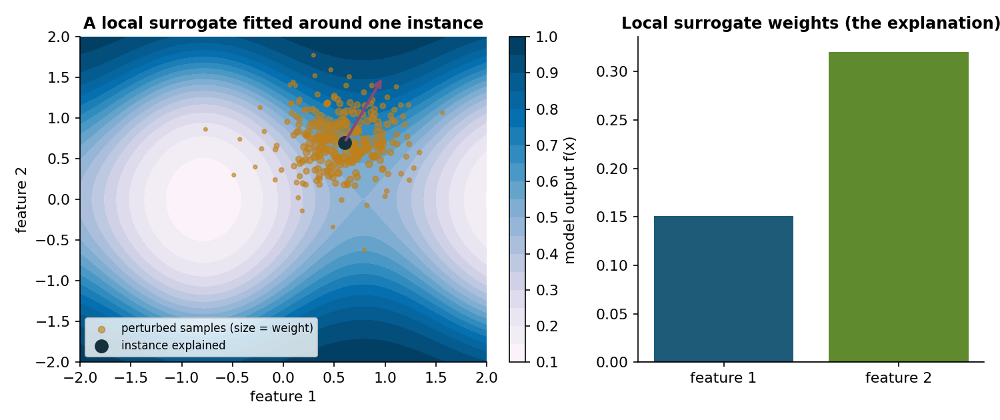 A local surrogate fitted around one instance
2.0
1.5
1.0
0.5
0.0
−0.5
−1.0
−1.5
−2.0
feature 2
perturbed samples (size = weight)
instance explained
−2.0 −1.5 −1.0 −0.5 0.0 0.5 1.0 1.5 2.0
feature 1
1.0
0.9
0.8
0.7
0.6
0.5
0.4
0.3
0.2
0.1
model output f(x)
Local surrogate weights (the explanation)
0.30
0.25
0.20
0.15
0.10
0.05
0.00
feature 1 feature 2